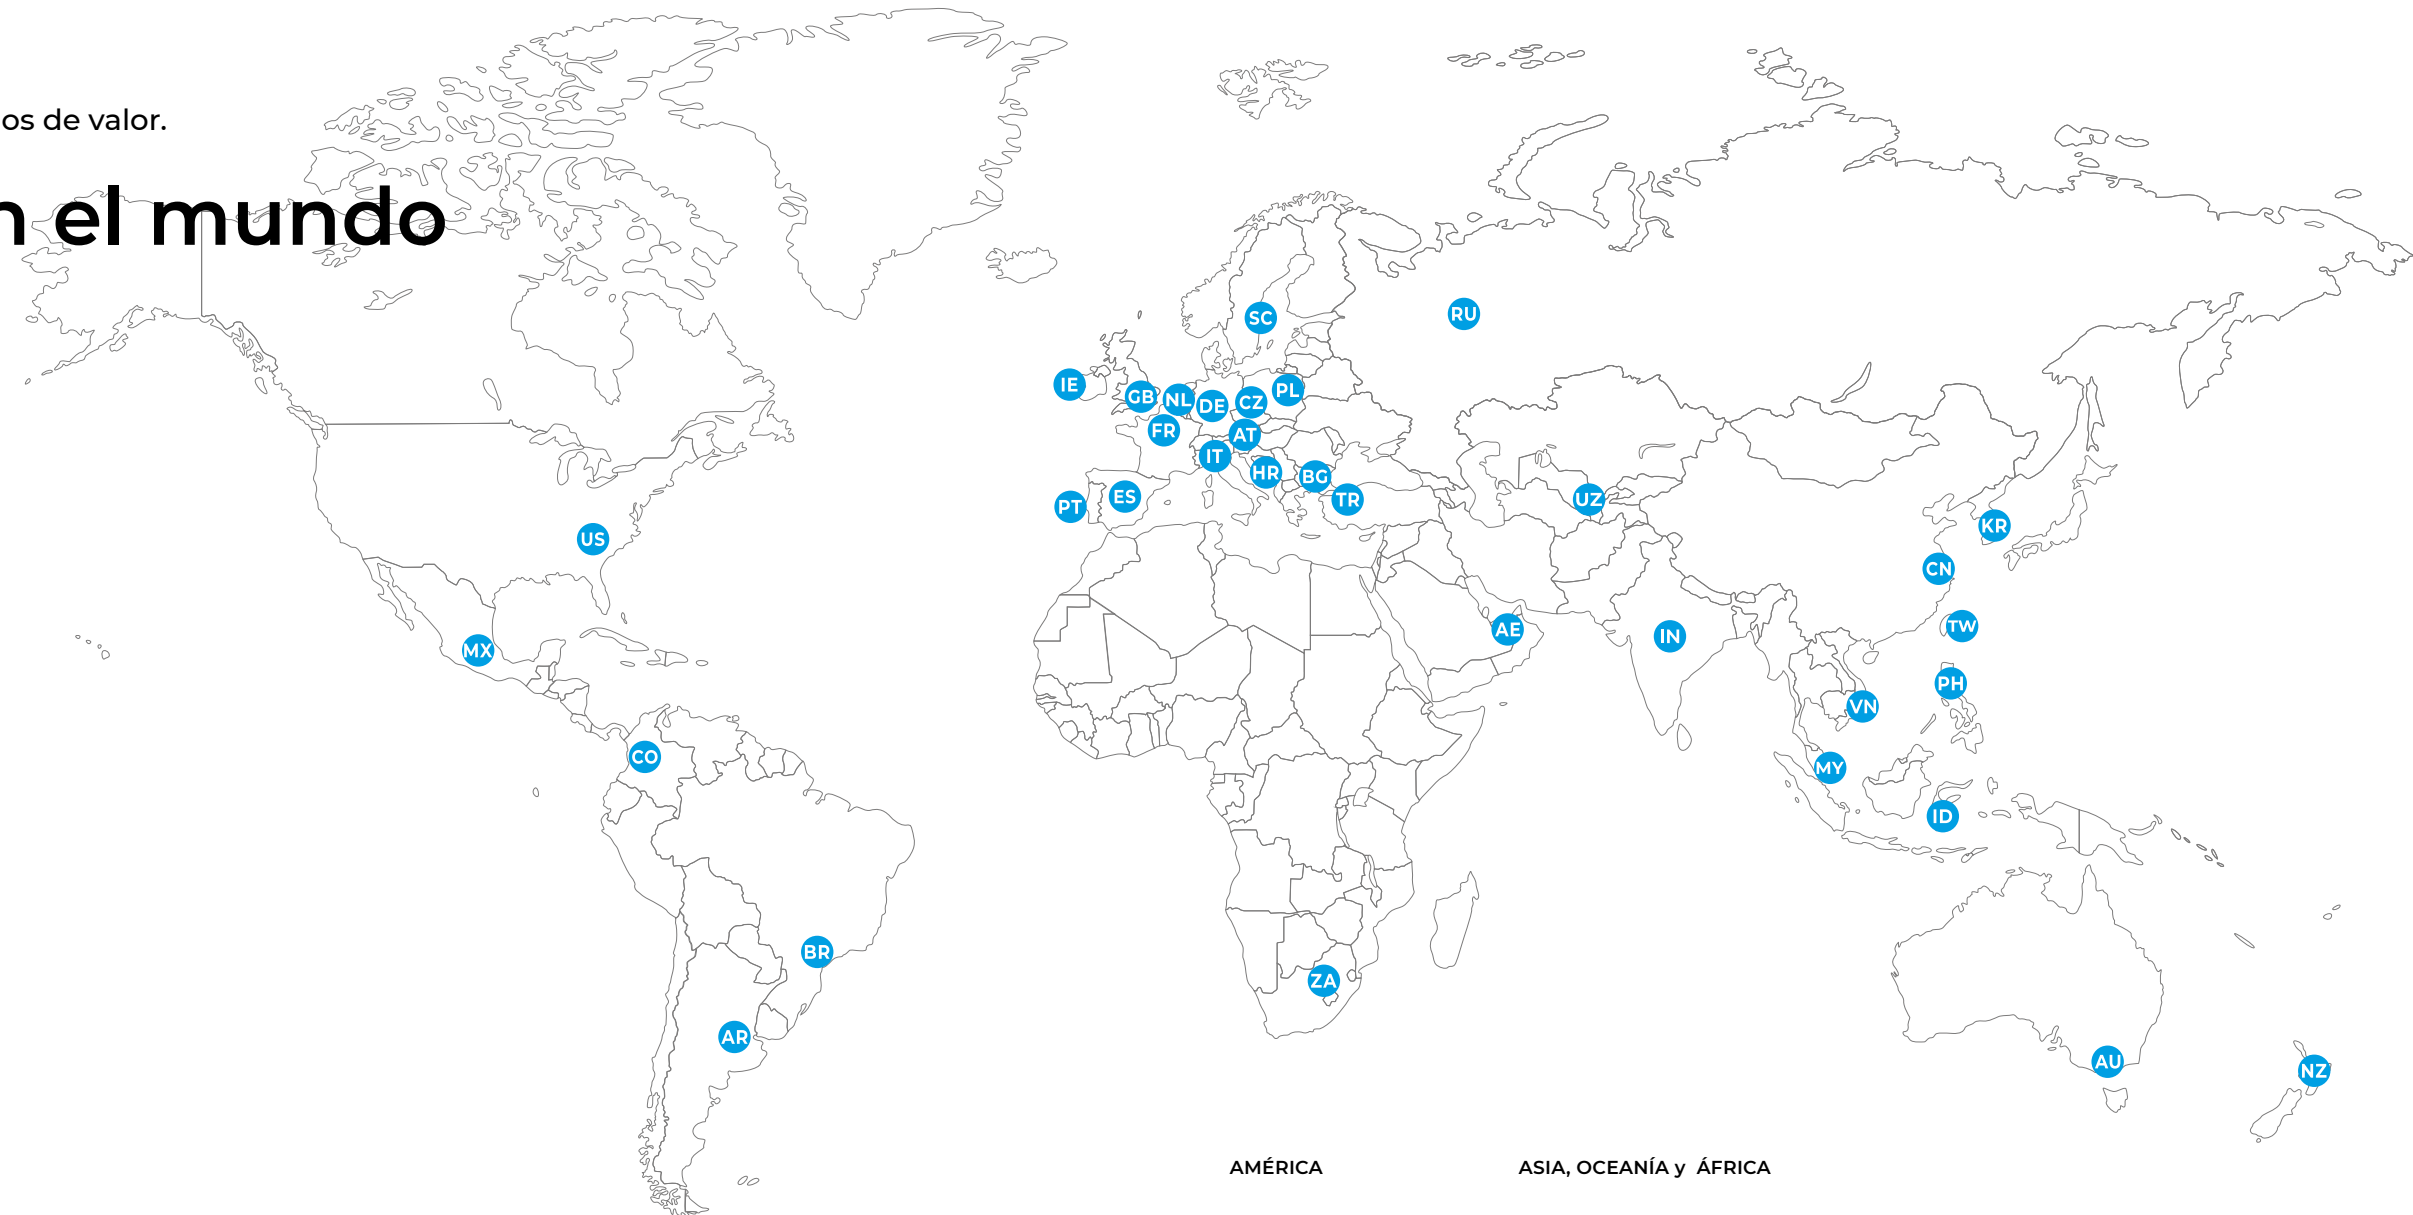 os de valor.
n el mundo
SC
RU
IE
GB
NL
DE
CZ
PL
FR
AT
IT
HR
BG
PT
ES
TR
UZ
US
KR
CN
MX
AE
IN
TW
PH
VN
CO
MY
ID
BR
ZA
AR
AU
NZ
AMÉRICA
ASIA, OCEANÍA y ÁFRICA